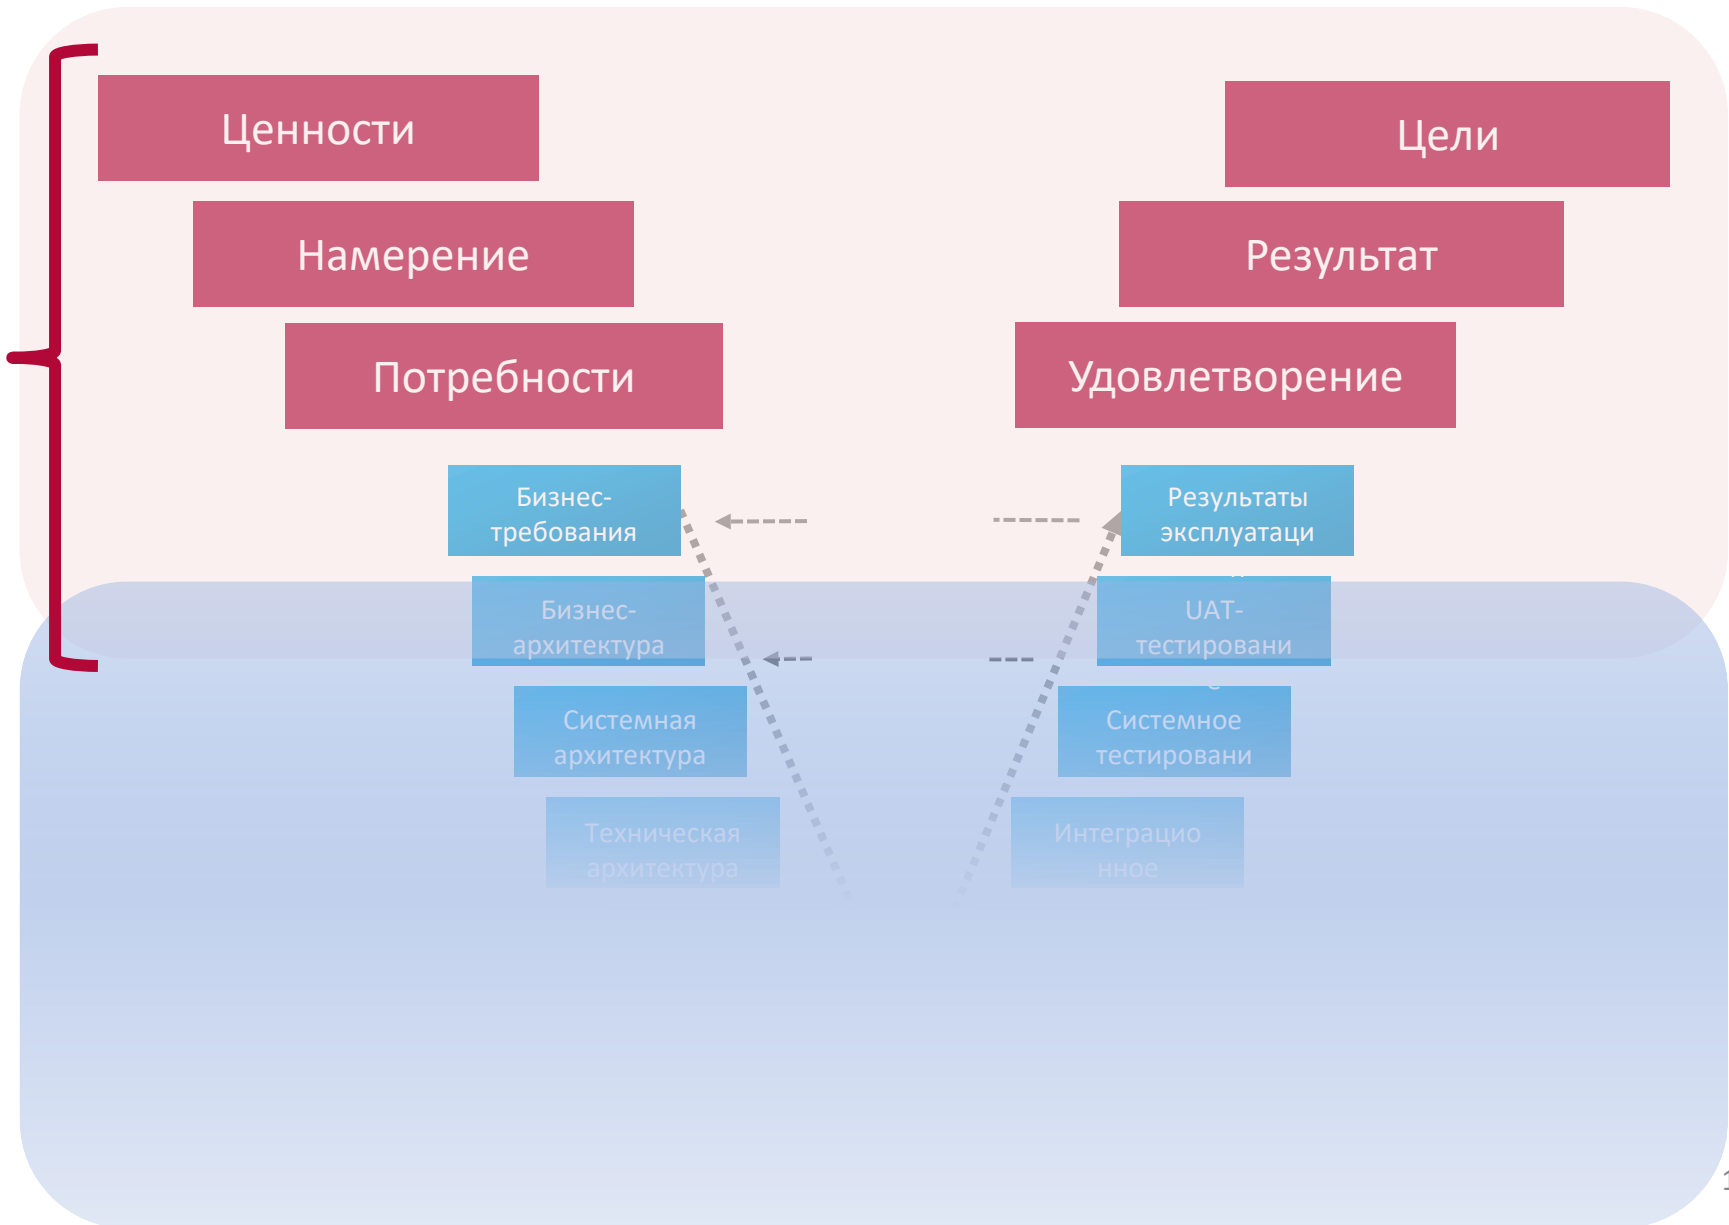 Ценности
Цели
Намерение
Результат
Потребности
Удовлетворение
Бизнес-
требования
Результаты
эксплуатаци
Бизнес-
архитектура
UAT-
тестировани
Системная
архитектура
Системное
тестировани
Техническая
архитектура
Интеграцио
нное
1